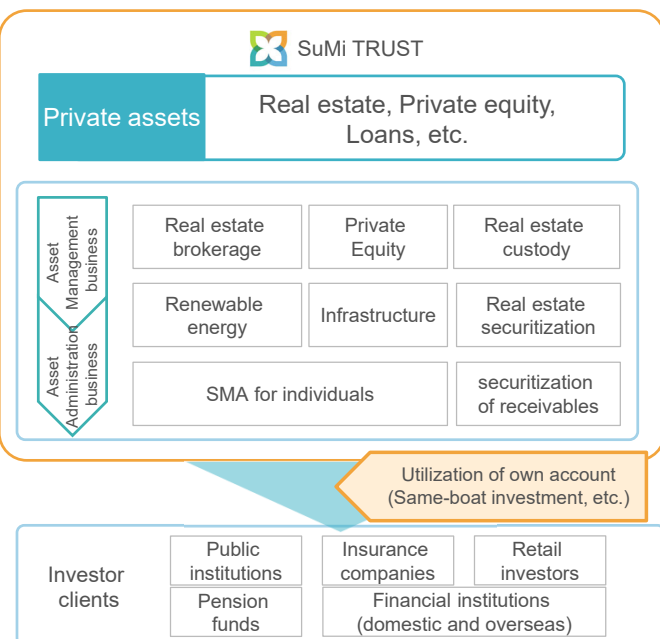 SuMi TRUST
Private assets
Real estate, Private equity,
Loans, etc.
Asset
Management
business
Asset
Administration
business
Real estate
brokerage
Private
Equity
Real estate
custody
Renewable
energy
Infrastructure
Real estate
securitization
SMA for individuals
securitization
of receivables
Utilization of own account
(Same-boat investment, etc.)
Investor
clients
Public
institutions
Insurance
companies
Retail
investors
Pension
funds
Financial institutions
(domestic and overseas)